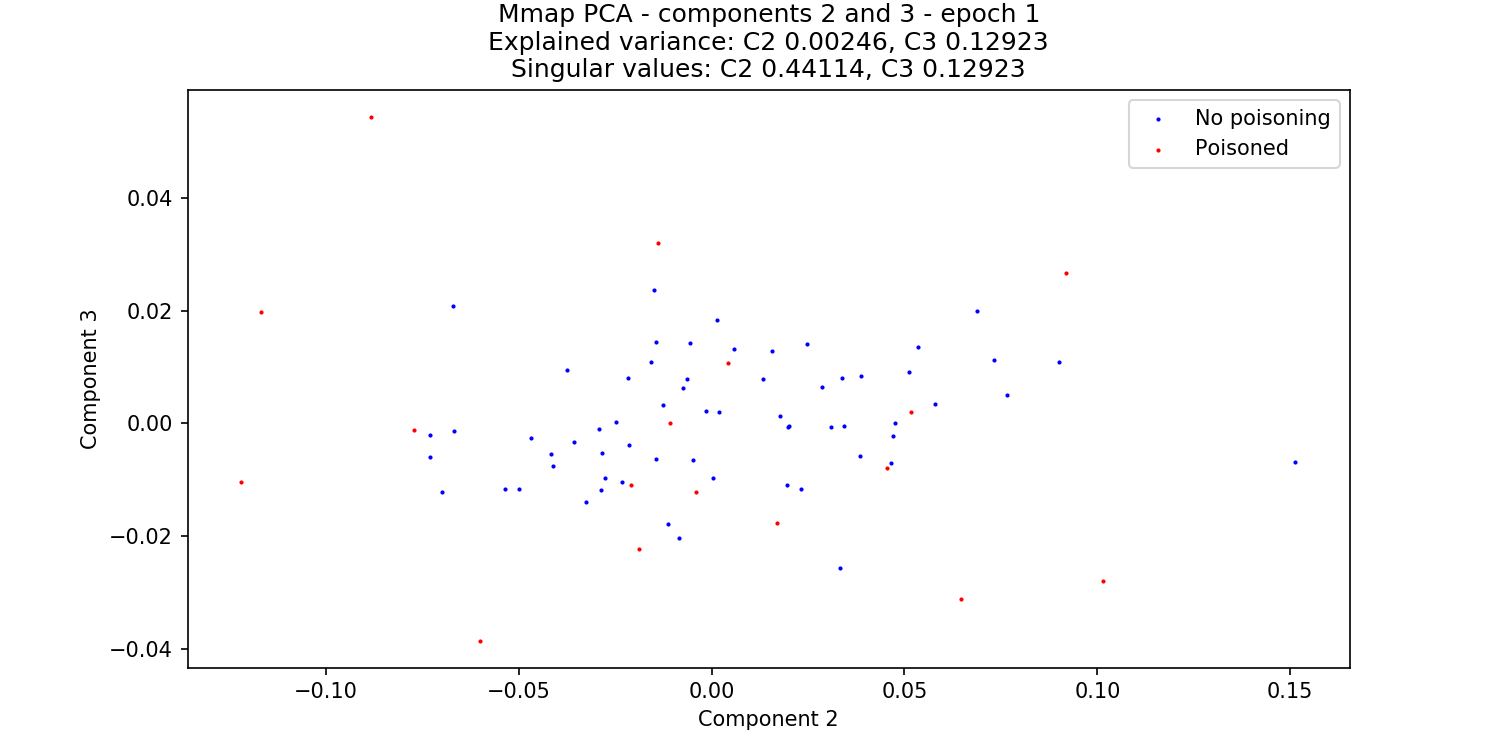 Mmap PCA - components 2 and 3 - epoch 1
Explained variance: C2 0.00246, C3 0.12923
Singular values: C2 0.44114, C3 0.12923
No poisoning
Poisoned
0.04
0.02
0.00
−0.02
−0.04
Component 3
−0.10
−0.05
0.00
0.05
0.10
0.15
Component 2